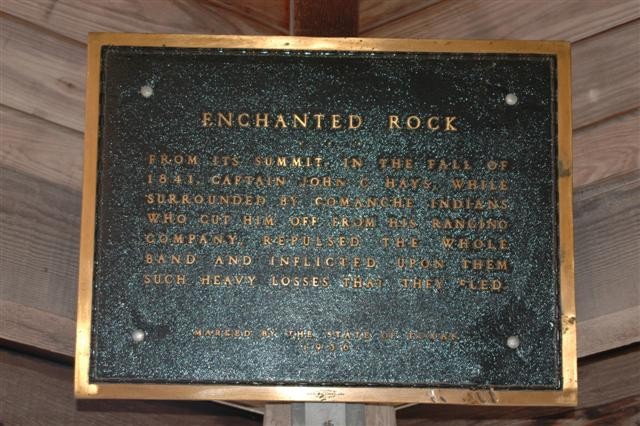 ENCHANTED ROCK
FROM ITS SUMMIT, IN THE FALL OF
1841, CAPTAIN JOHN C. HAYS, WHILE
SURROUNDED BY COMANCHE INDIANS
WHO CUT HIM OFF FROM HIS RANGING
COMPANY, REPULSED THE WHOLE
BAND AND INFLICTED UPON THEM
SUCH HEAVY LOSSES THAT THEY FLED.
MARKED BY THE STATE OF TEXAS
1936